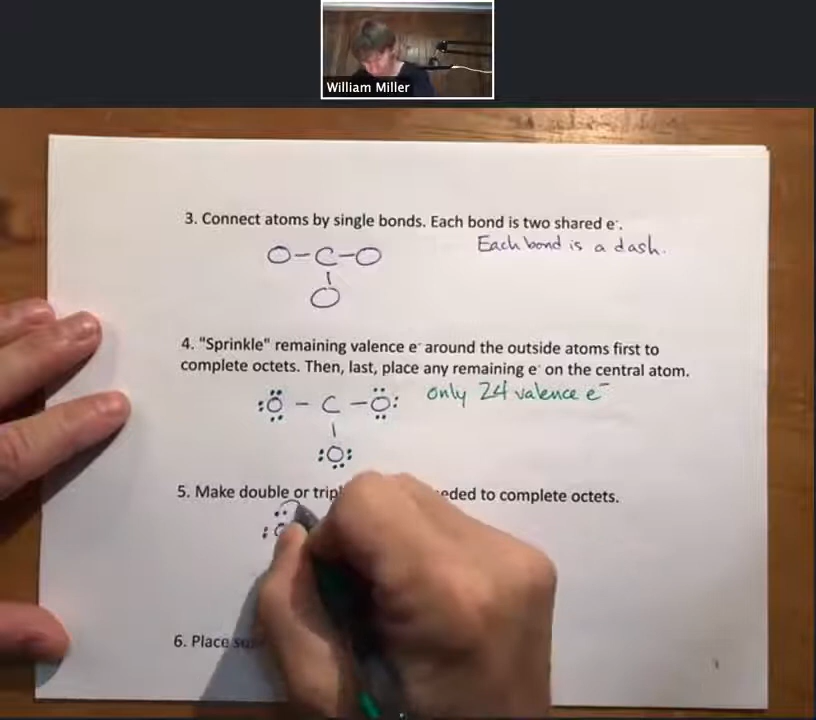 William Miller
3. Connect atoms by single bonds. Each bond is two shared e-.
Each bond is a dash.
O-C-O
O
4. "Sprinkle" remaining valence e- around the outside atoms first to
complete octets. Then, last, place any remaining e- on the central atom.
only 24 valence e-
:O - C - O:
:O:
5. Make double or to complete octets.
6. Place
1